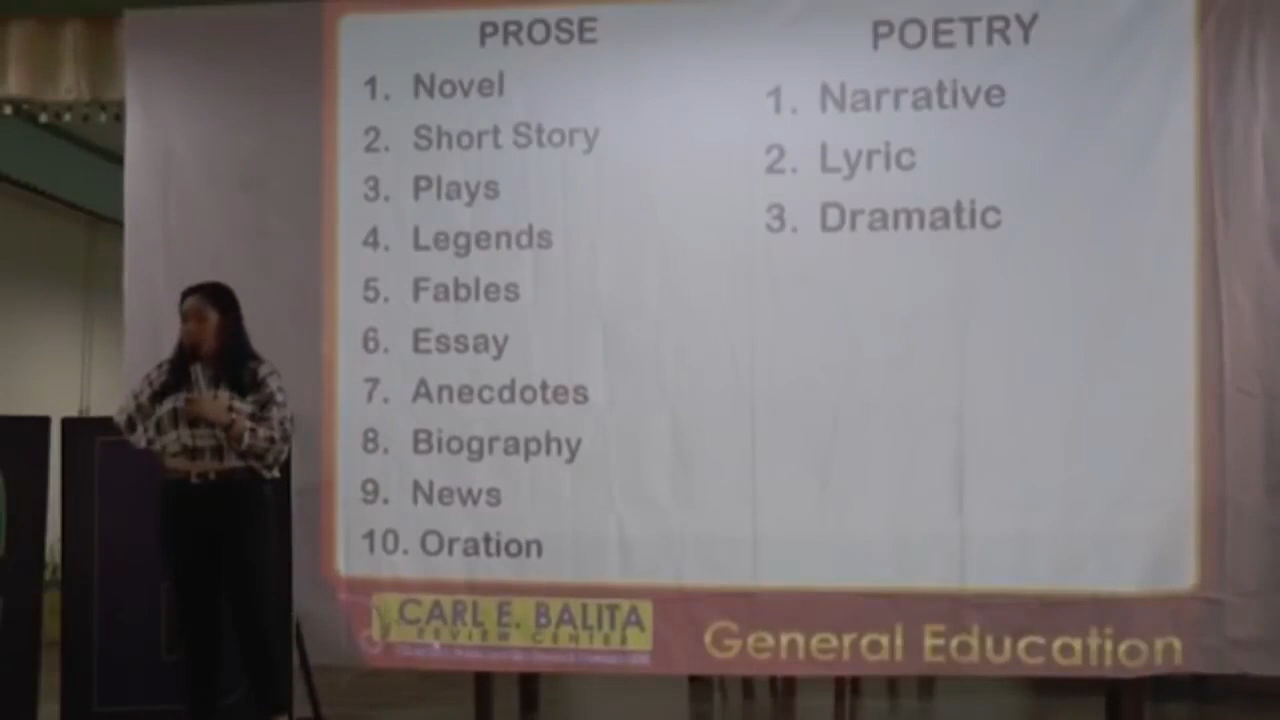 PROSE
1. Novel
2. Short Story
3. Plays
4. Legends
5. Fables
6. Essay
7. Anecdotes
8. Biography
9. News
10. Oration
POETRY
1. Narrative
2. Lyric
3. Dramatic
CARL E. BALITA
REVIEW CENTER
General Education